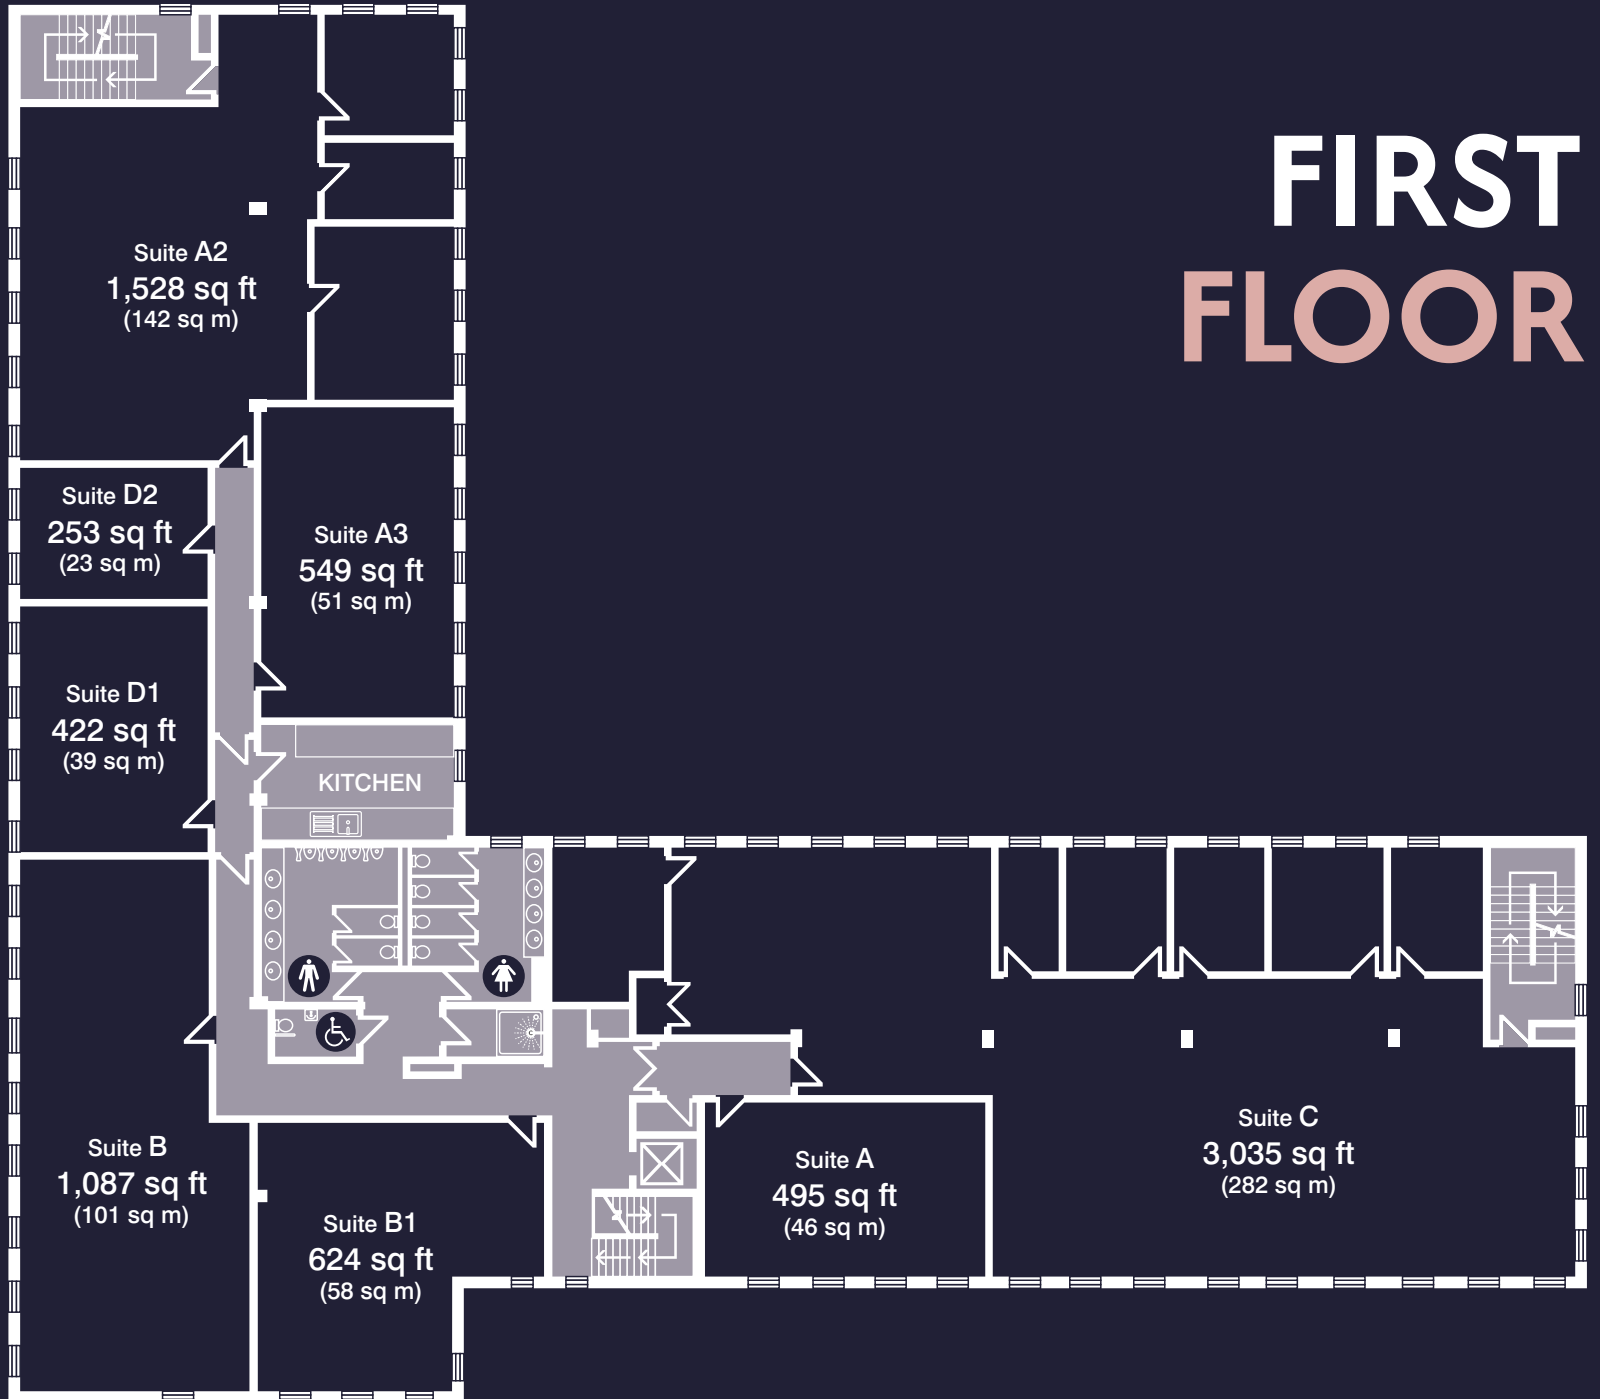 FIRST
FLOOR
Suite A2
1,528 sq ft
(142 sq m)
Suite D2
253 sq ft
(23 sq m)
Suite A3
549 sq ft
(51 sq m)
Suite D1
422 sq ft
(39 sq m)
KITCHEN
Suite B
1,087 sq ft
(101 sq m)
Suite B1
624 sq ft
(58 sq m)
Suite A
495 sq ft
(46 sq m)
Suite C
3,035 sq ft
(282 sq m)